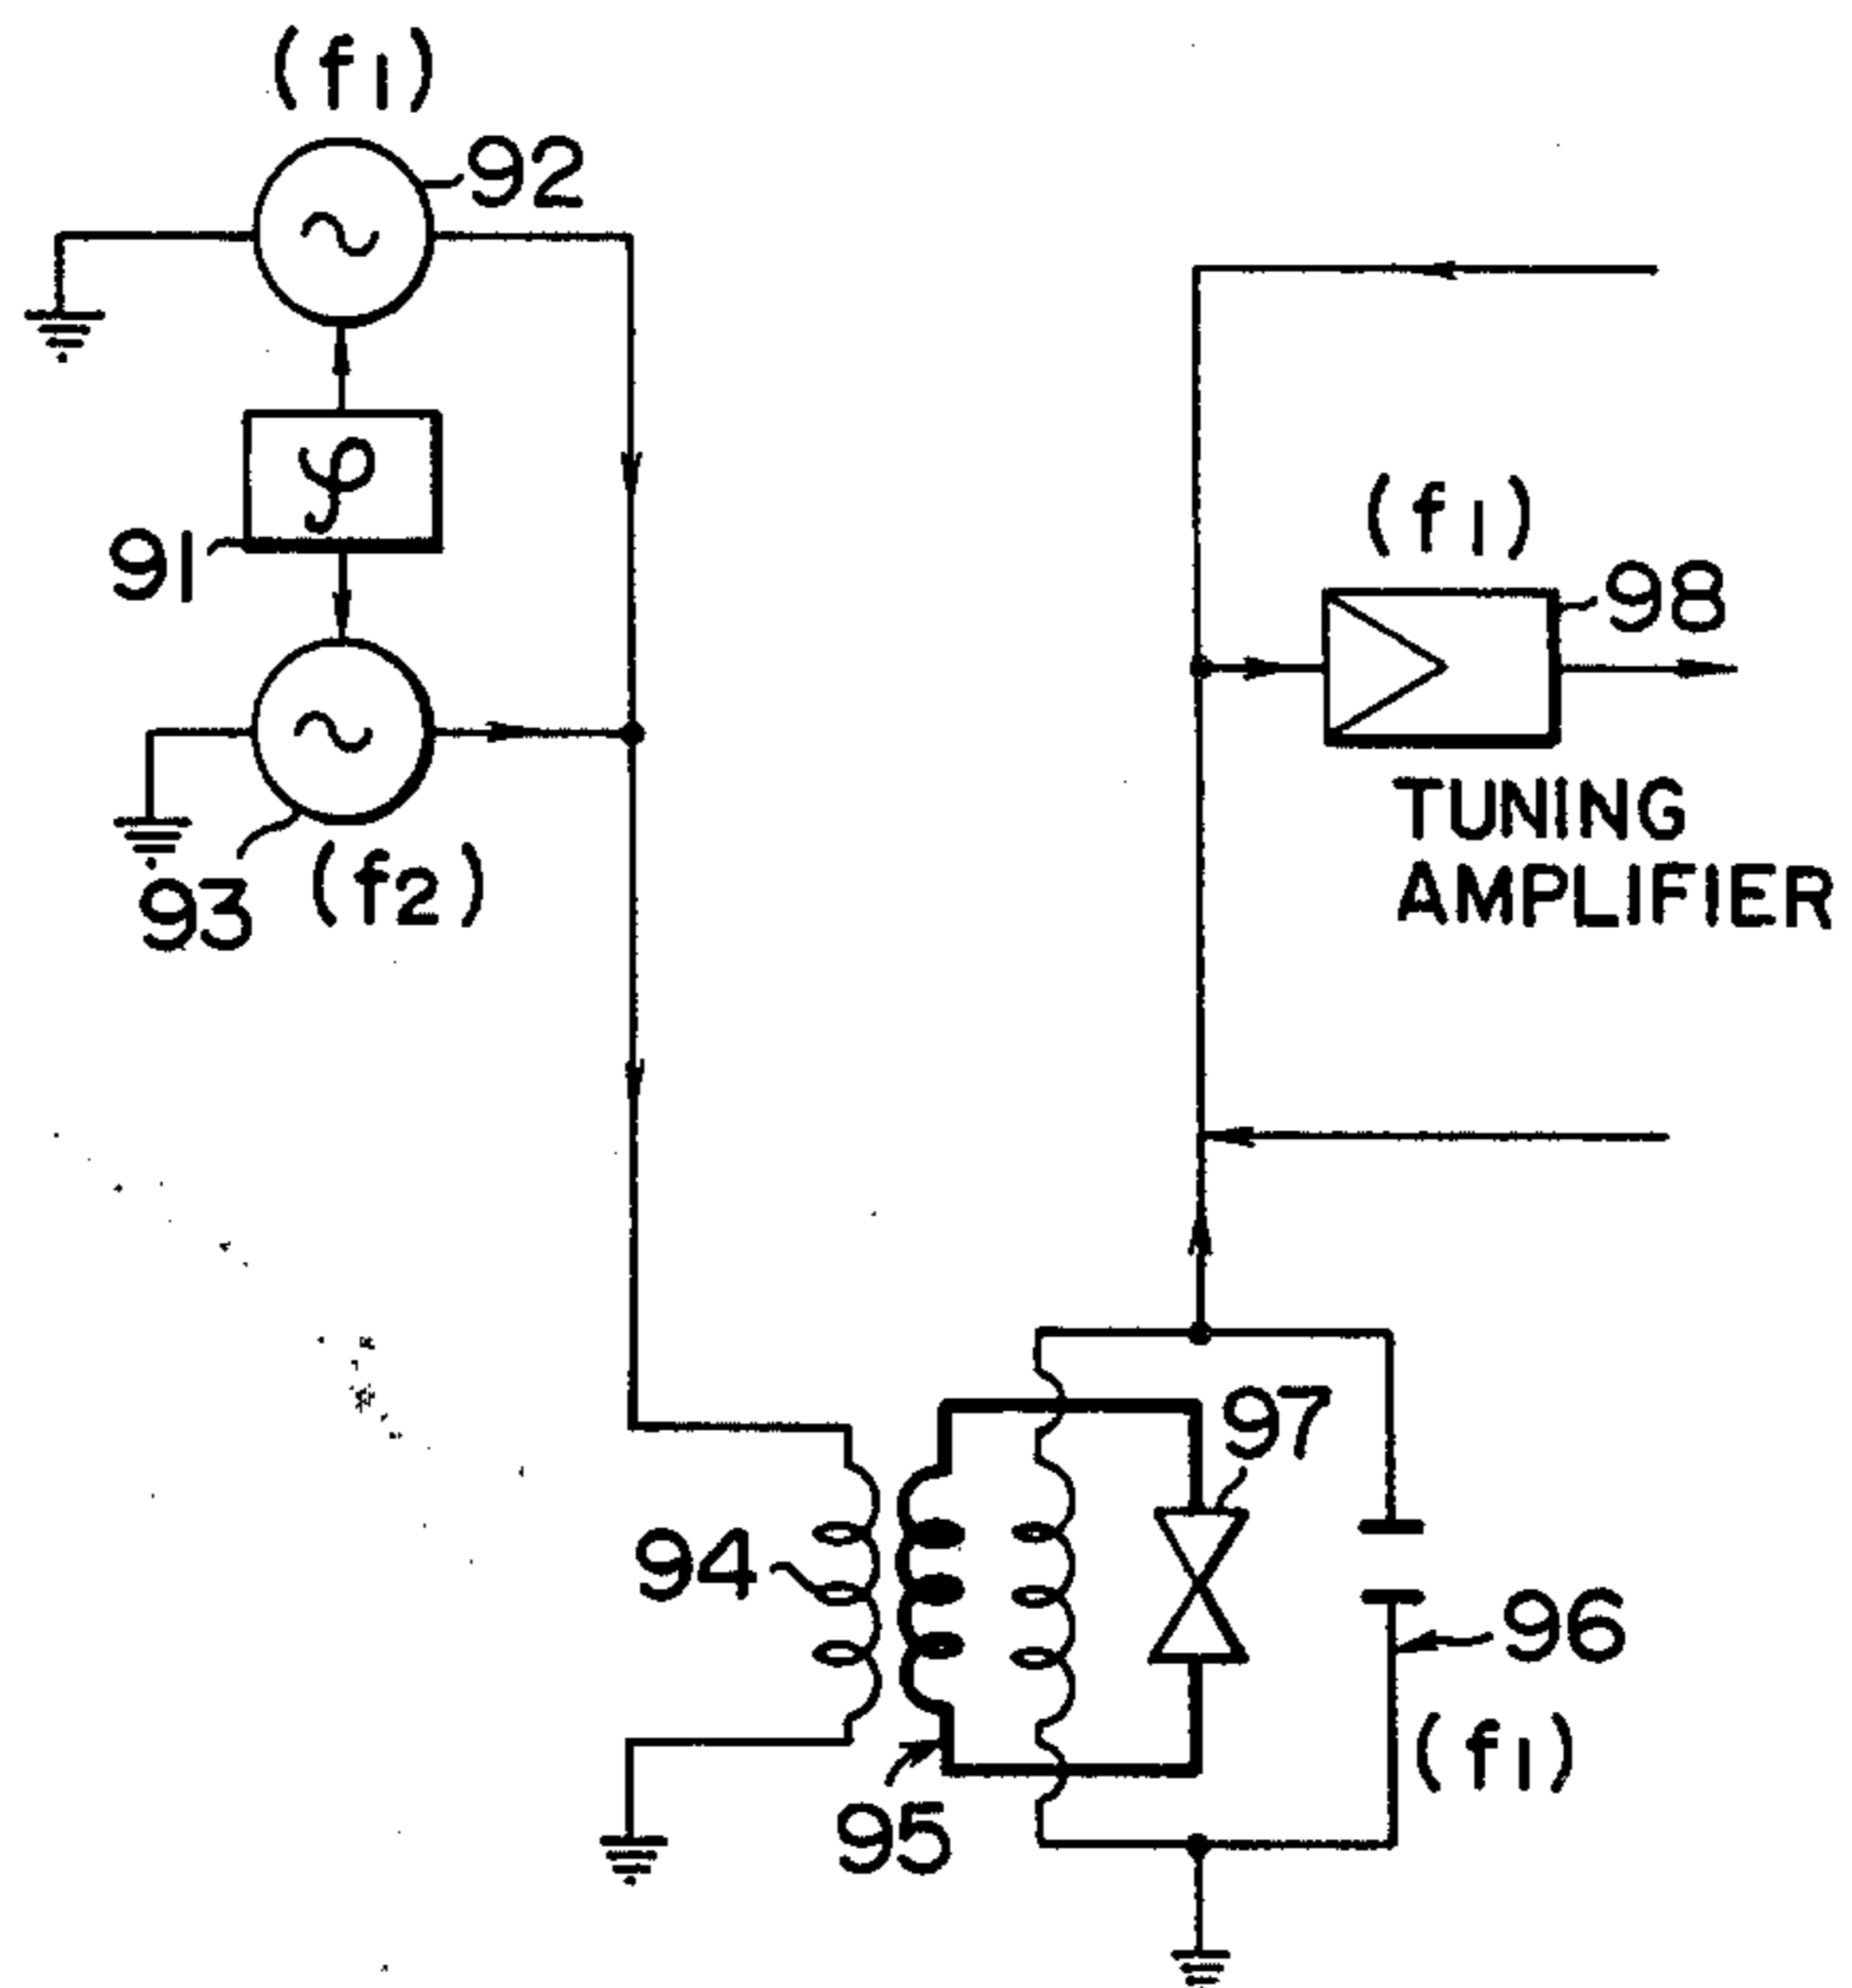 (f1)
92
φ
91
(f1)
98
TUNING
AMPLIFIER
93
(f2)
97
94
96
(f1)
95